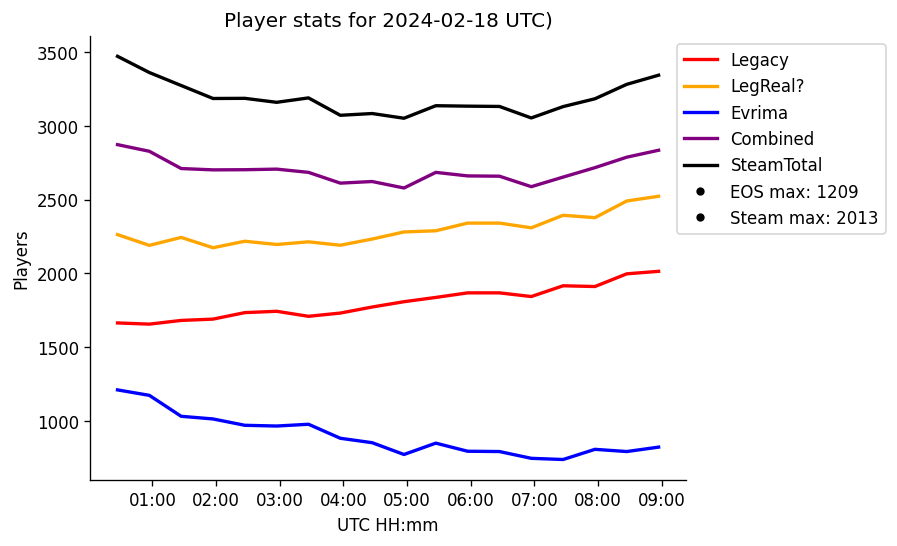 Player stats for 2024-02-18 UTC)
3500
3000
2500
2000
1500
1000
Players
01:00 02:00 03:00 04:00 05:00 06:00 07:00 08:00 09:00
UTC HH:mm
Legacy
LegReal?
Evrima
Combined
SteamTotal
EOS max: 1209
Steam max: 2013